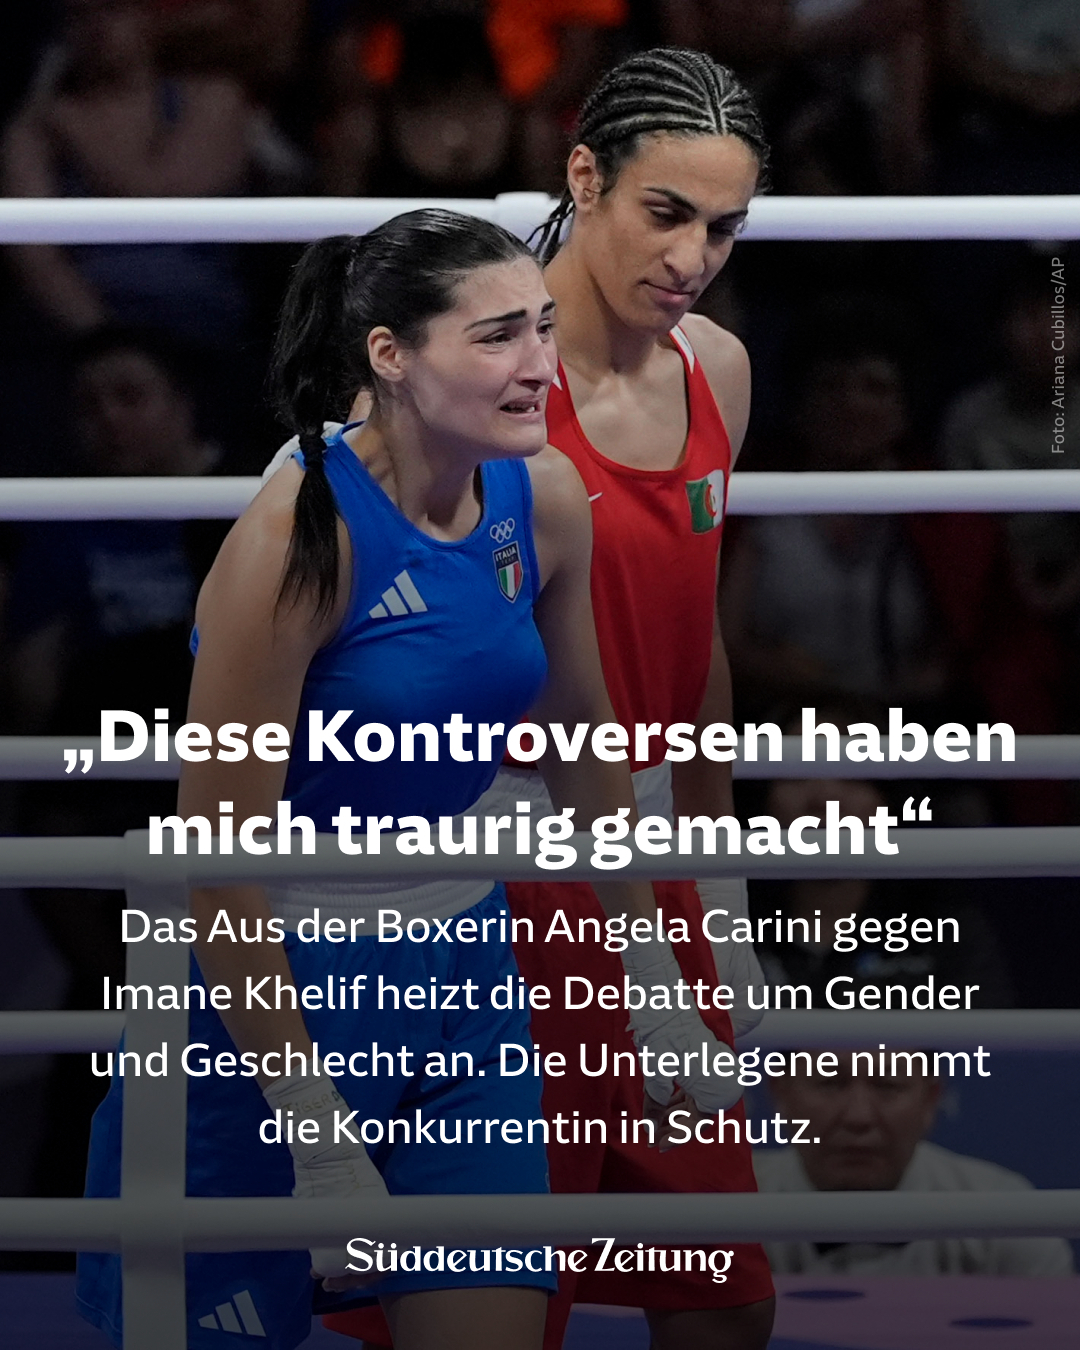 Foto: Ariana Cubillos/AP
ITALIA
„Diese Kontroversen haben
mich traurig gemacht“
Das Aus der Boxerin Angela Carini gegen
Imane Khelif heizt die Debatte um Gender
und Geschlecht an. Die Unterlegene nimmt
die Konkurrentin in Schutz.
Süddeutsche Zeitung